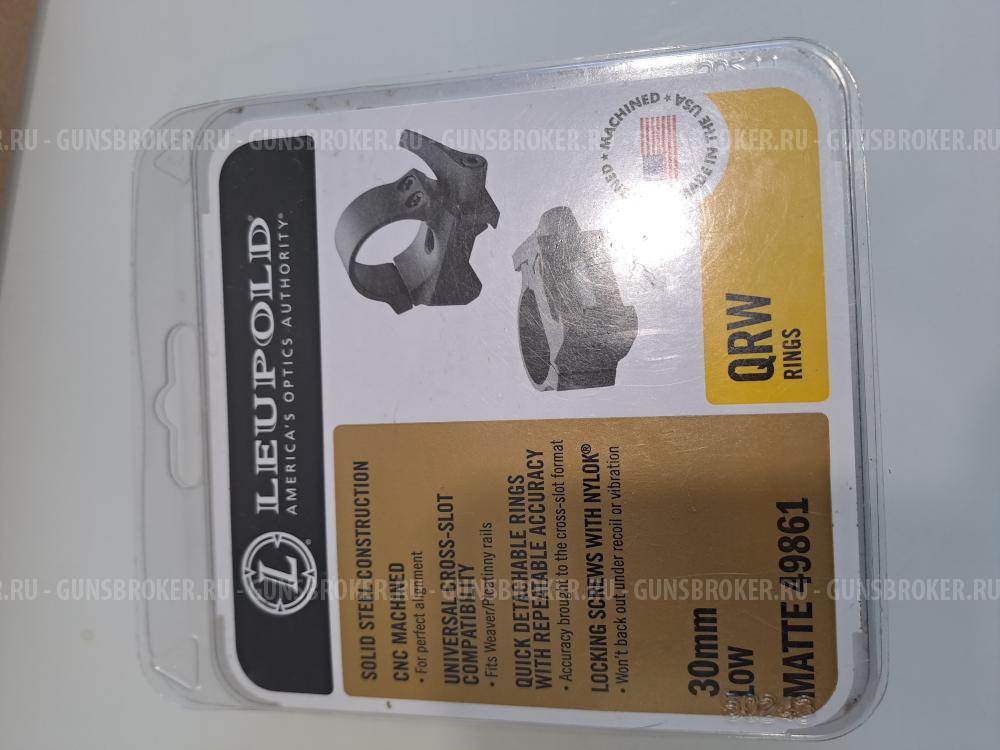 LEUPOLD®
AMERICA'S OPTICS AUTHORITY®
L
®
NED ★ MACHINED ★ MADE IN THE USA
QRW
RINGS
SOLID STEEL CONSTRUCTION
CNC MACHINED
• For perfect alignment
UNIVERSAL CROSS-SLOT
COMPATIBILITY
• Fits Weaver/Picatinny rails
QUICK DETACHABLE RINGS
WITH REPEATABLE ACCURACY
• Accuracy brought to the cross-slot format
LOCKING SCREWS WITH NYLOK®
• Won't back out under recoil or vibration
30mm
LOW
MATTE 49861
.RU - GUNSBROKER.RU - GUNSBROKER.RU - GUNSBROKER.RU - GUNSBROKER.RU - GUNSBROKER.RU -
.RU - GUNSBROKER.RU - GUNSBROKER.RU - GUNSBROKER.RU - GUNSBROKER.RU - GUNSBROKER.RU -